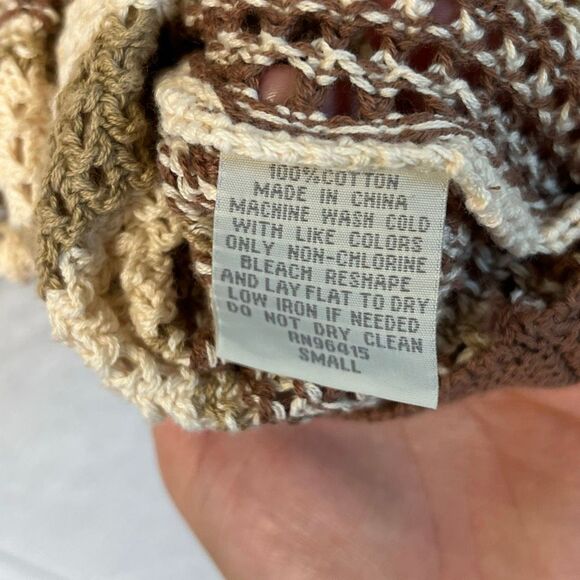 100%COTTON
MADE IN CHINA
MACHINE WASH COLD
WITH LIKE COLORS
ONLY NON-CHLORINE
BLEACH RESHAPE
AND LAY FLAT TO DRY
LOW IRON IF NEEDED
DO NOT DRY CLEAN
RN96415
SMALL